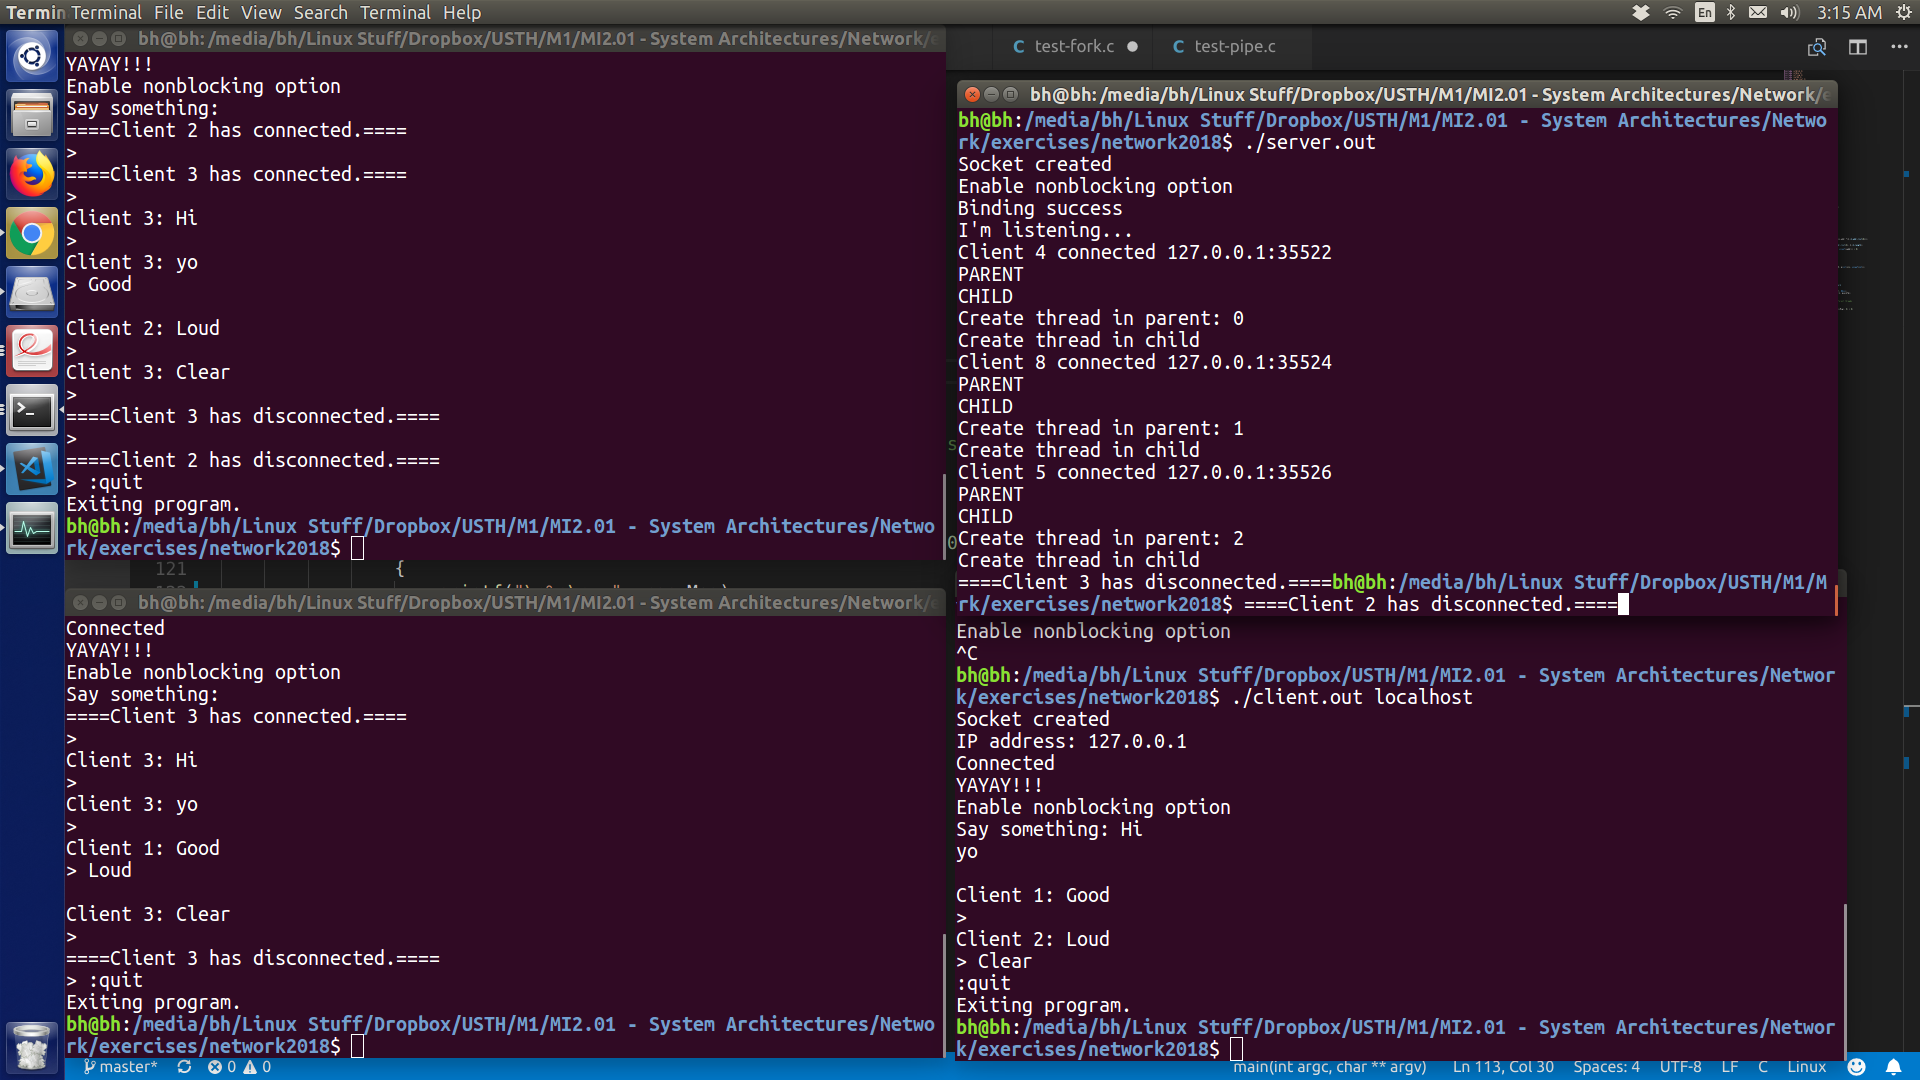 Termin Terminal File Edit View Search Terminal Help
En
3:15 AM
bh@bh: /media/bh/Linux Stuff/Dropbox/USTH/M1/MI2.01 - System Architectures/Network/e
YAYAY!!!
Enable nonblocking option
Say something:
====Client 2 has connected.====
>
====Client 3 has connected.====
>
Client 3: Hi
>
Client 3: yo
> Good
Client 2: Loud
>
Client 3: Clear
>
====Client 3 has disconnected.====
>
====Client 2 has disconnected.====
> :quit
Exiting program.
bh@bh:/media/bh/Linux Stuff/Dropbox/USTH/M1/MI2.01 - System Architectures/Netwo
rk/exercises/network2018$
121 {
bh@bh: /media/bh/Linux Stuff/Dropbox/USTH/M1/MI2.01 - System Architectures/Network/e
Connected
YAYAY!!!
Enable nonblocking option
Say something:
====Client 3 has connected.====
>
Client 3: Hi
>
Client 3: yo
>
Client 1: Good
> Loud
Client 3: Clear
>
====Client 3 has disconnected.====
> :quit
Exiting program.
bh@bh:/media/bh/Linux Stuff/Dropbox/USTH/M1/MI2.01 - System Architectures/Netwo
rk/exercises/network2018$
C test-fork.c
C test-pipe.c
bh@bh: /media/bh/Linux Stuff/Dropbox/USTH/M1/MI2.01 - System Architectures/Network/e
bh@bh:/media/bh/Linux Stuff/Dropbox/USTH/M1/MI2.01 - System Architectures/Netwo
rk/exercises/network2018$ ./server.out
Socket created
Enable nonblocking option
Binding success
I'm listening...
Client 4 connected 127.0.0.1:35522
PARENT
CHILD
Create thread in parent: 0
Create thread in child
Client 8 connected 127.0.0.1:35524
PARENT
CHILD
Create thread in parent: 1
Create thread in child
Client 5 connected 127.0.0.1:35526
PARENT
CHILD
Create thread in parent: 2
Create thread in child
====Client 3 has disconnected.====bh@bh:/media/bh/Linux Stuff/Dropbox/USTH/M1/M
rk/exercises/network2018$ ====Client 2 has disconnected.====
Enable nonblocking option
^C
bh@bh:/media/bh/Linux Stuff/Dropbox/USTH/M1/MI2.01 - System Architectures/Networ
k/exercises/network2018$ ./client.out localhost
Socket created
IP address: 127.0.0.1
Connected
YAYAY!!!
Enable nonblocking option
Say something: Hi
yo
Client 1: Good
>
Client 2: Loud
> Clear
:quit
Exiting program.
bh@bh:/media/bh/Linux Stuff/Dropbox/USTH/M1/MI2.01 - System Architectures/Networ
k/exercises/network2018$
master* 0 0
main(int argc, char ** argv) Ln 113, Col 30 Spaces: 4 UTF-8 LF C Linux